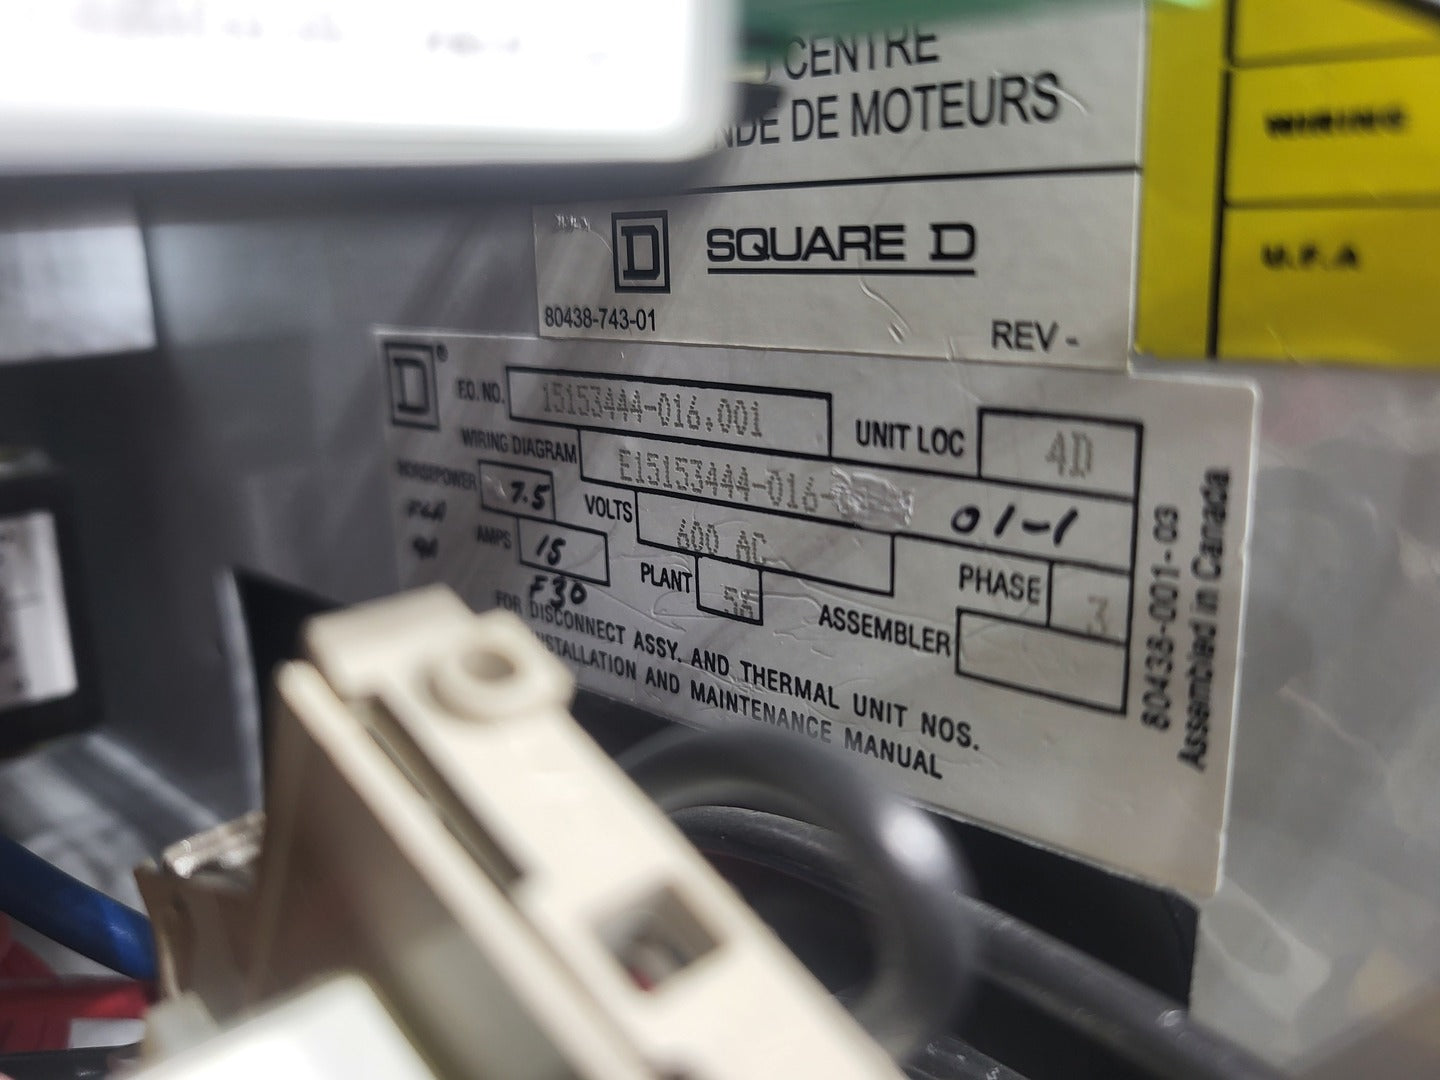 CENTRE
NDE DE MOTEURS
WIRING
M.F.A
D SQUARE D
80438-743-01
REV -
D ® F.O. NO. 15153444-016.001 UNIT LOC 4D
WIRING DIAGRAM E15153444-016- 01-1
HORSEPOWER 7.5 VOLTS 600 AC PHASE 3
AMPS 15 PLANT 58 ASSEMBLER
F30
FOR DISCONNECT ASSY. AND THERMAL UNIT NOS.
INSTALLATION AND MAINTENANCE MANUAL
80438-001-03
Assembled in Canada